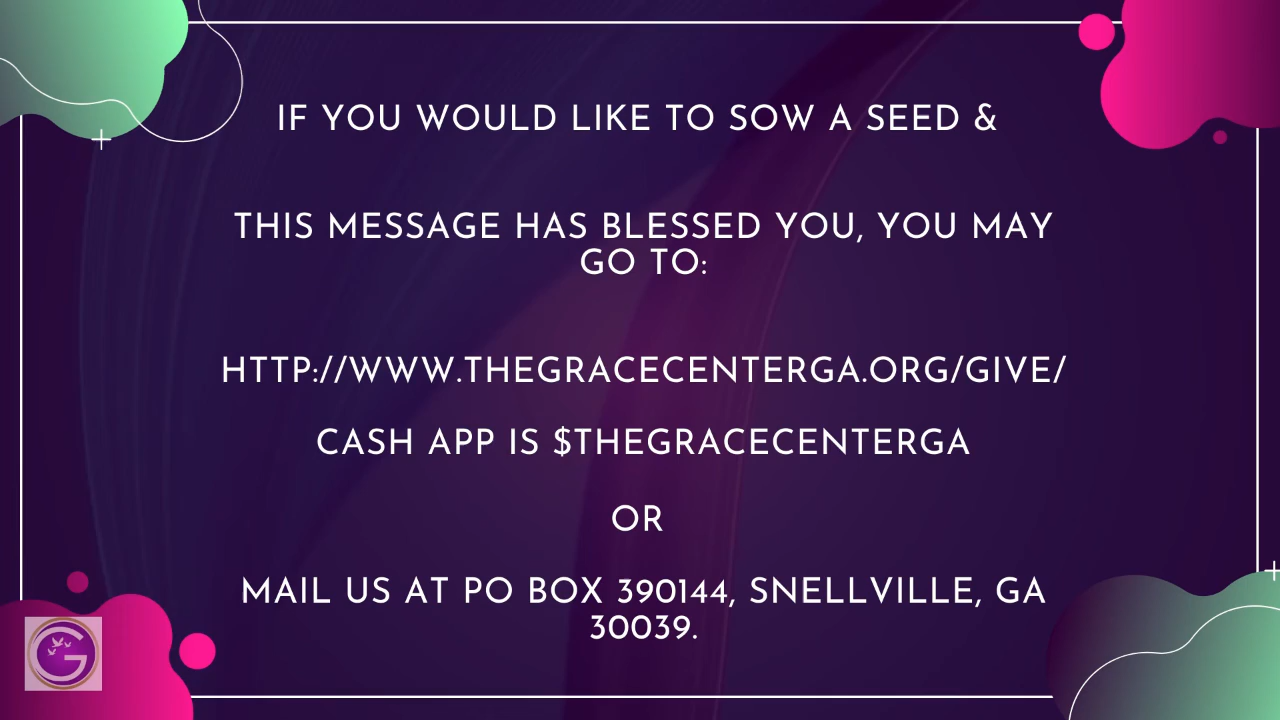 IF YOU WOULD LIKE TO SOW A SEED &
THIS MESSAGE HAS BLESSED YOU, YOU MAY
GO TO:
HTTP://WWW.THEGRACECENTERGA.ORG/GIVE/
CASH APP IS $THEGRACECENTERGA
OR
MAIL US AT PO BOX 390144, SNELLVILLE, GA
30039.
G